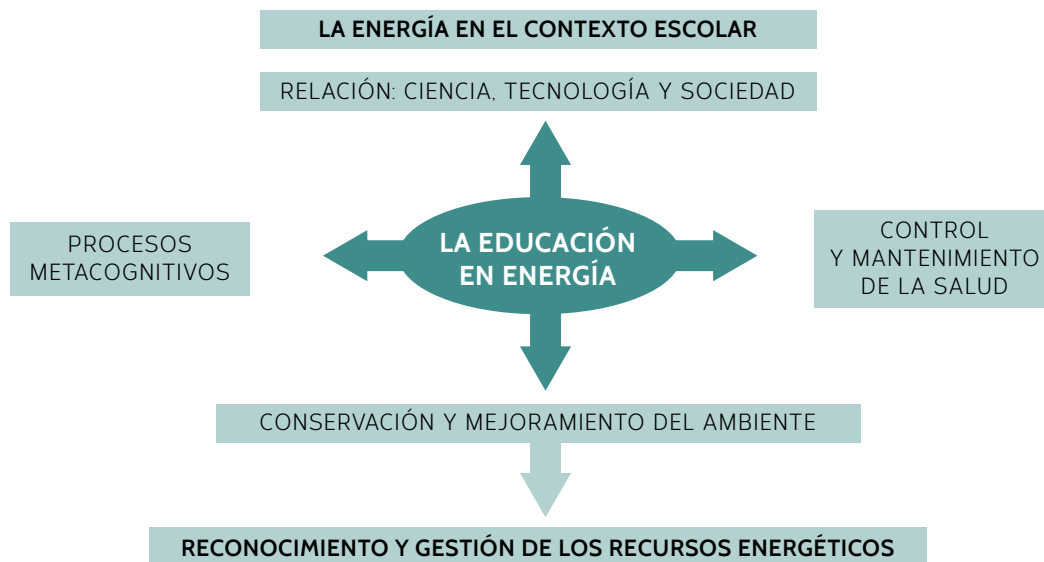 LA ENERGÍA EN EL CONTEXTO ESCOLAR
RELACIÓN: CIENCIA, TECNOLOGÍA Y SOCIEDAD
PROCESOS
METACOGNITIVOS
LA EDUCACIÓN
EN ENERGÍA
CONTROL
Y MANTENIMIENTO
DE LA SALUD
CONSERVACIÓN Y MEJORAMIENTO DEL AMBIENTE
RECONOCIMIENTO Y GESTIÓN DE LOS RECURSOS ENERGÉTICOS